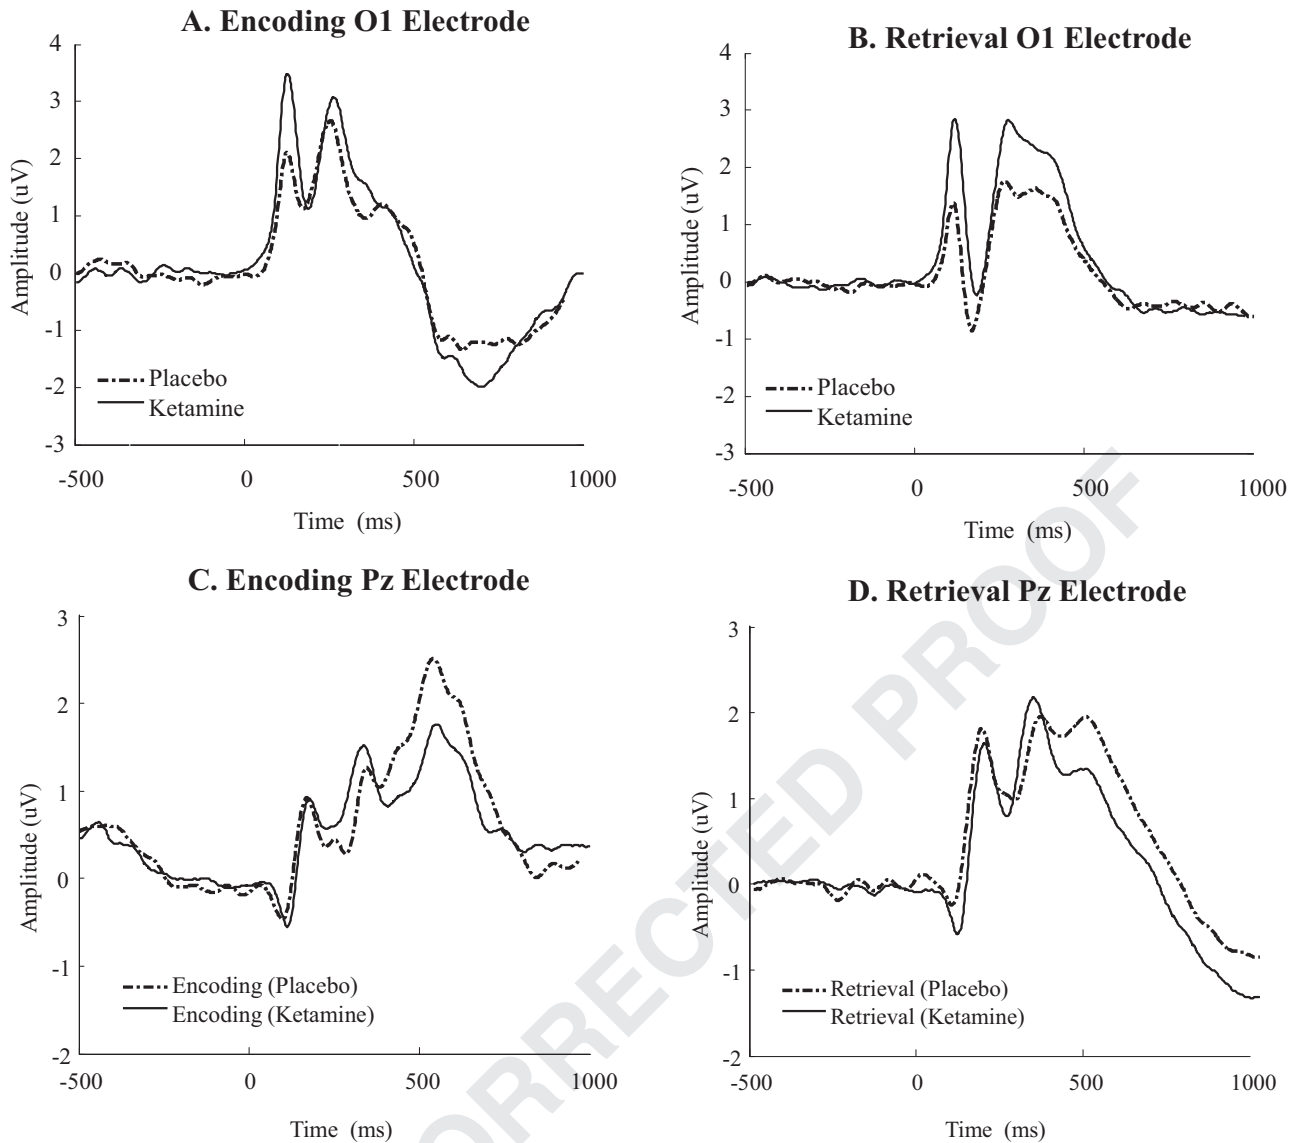 A. Encoding O1 Electrode
4
3
2
1
0
-1
-2
-3
Amplitude (uV)
Placebo
Ketamine
-500
0
500
1000
Time (ms)
B. Retrieval O1 Electrode
4
3
2
1
0
-1
-2
-3
Amplitude (uV)
Placebo
Ketamine
-500
0
500
1000
Time (ms)
C. Encoding Pz Electrode
3
2
1
0
-1
-2
Amplitude (uV)
Encoding (Placebo)
Encoding (Ketamine)
-500
0
500
1000
Time (ms)
D. Retrieval Pz Electrode
3
2
1
0
-1
-2
Amplitude (uV)
Retrieval (Placebo)
Retrieval (Ketamine)
-500
0
500
1000
Time (ms)
ORRECTED PROOF